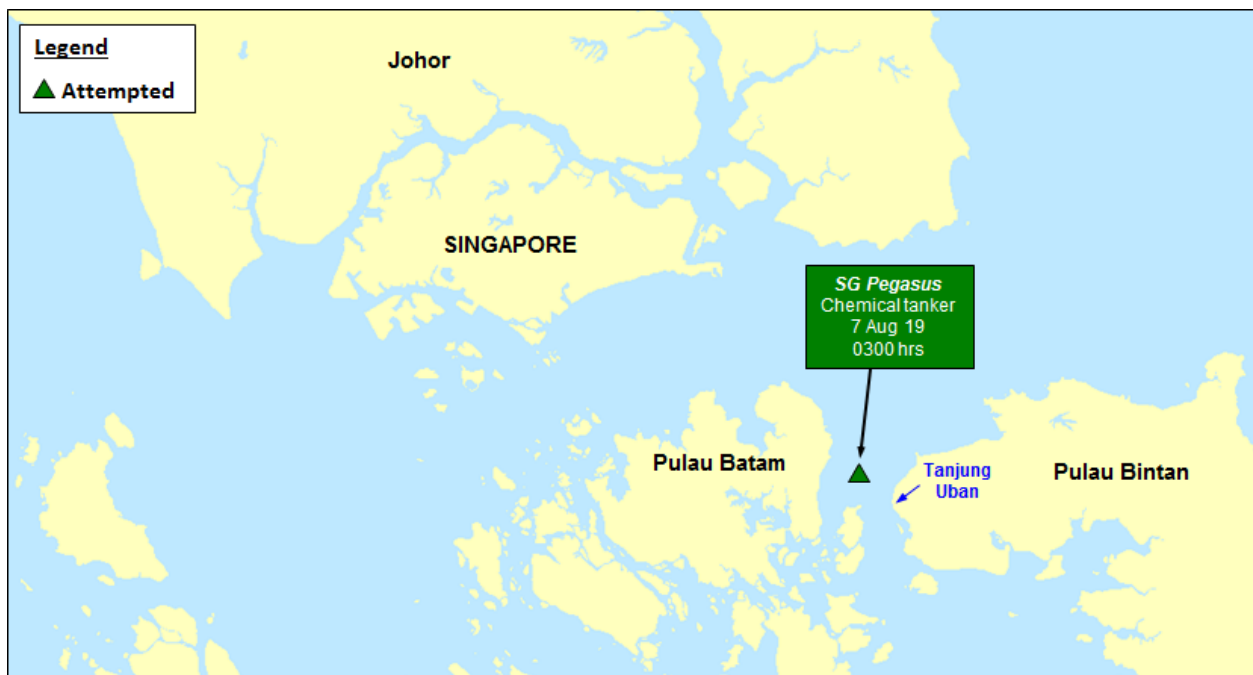 Legend
Attempted
Johor
SINGAPORE
SG Pegasus
Chemical tanker
7 Aug 19
0300 hrs
Pulau Batam
Tanjung
Uban
Pulau Bintan